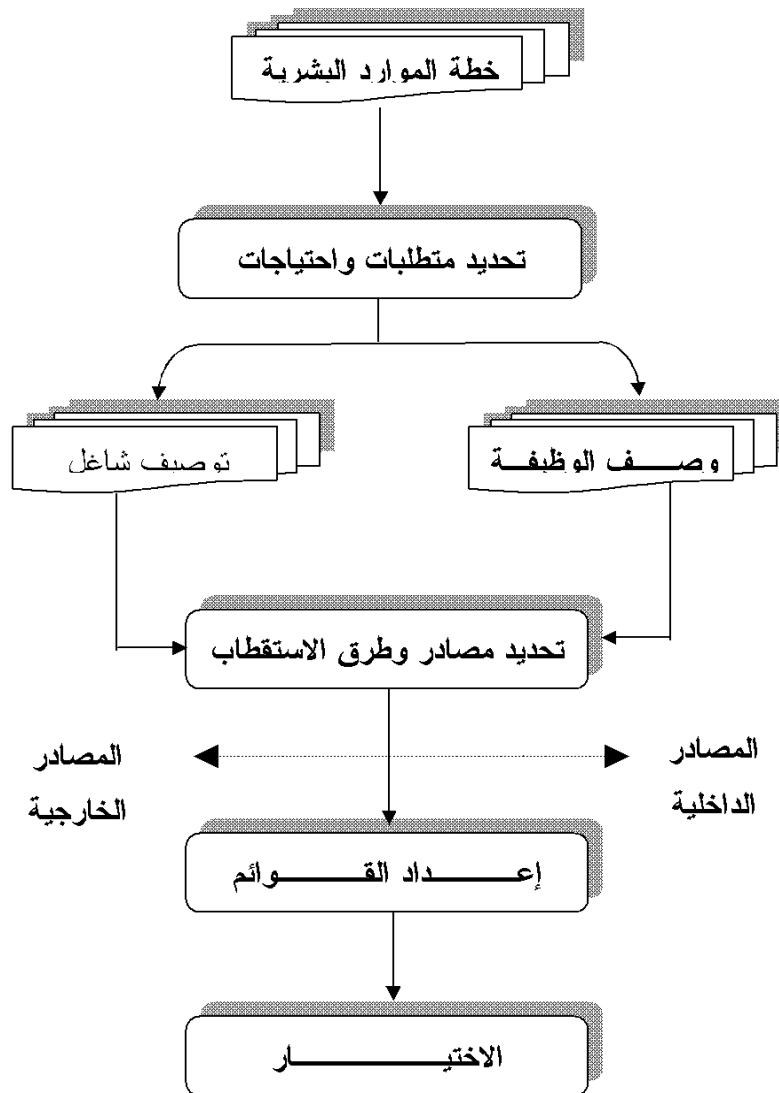 خطة الموارد البشرية
تحديد متطلبات واحتياجات
وصف الوظيفة
توصيف شاغل
تحديد مصادر وطرق الاستقطاب
المصادر
الداخلية
المصادر
الخارجية
إعداد القوائم
الاختيار